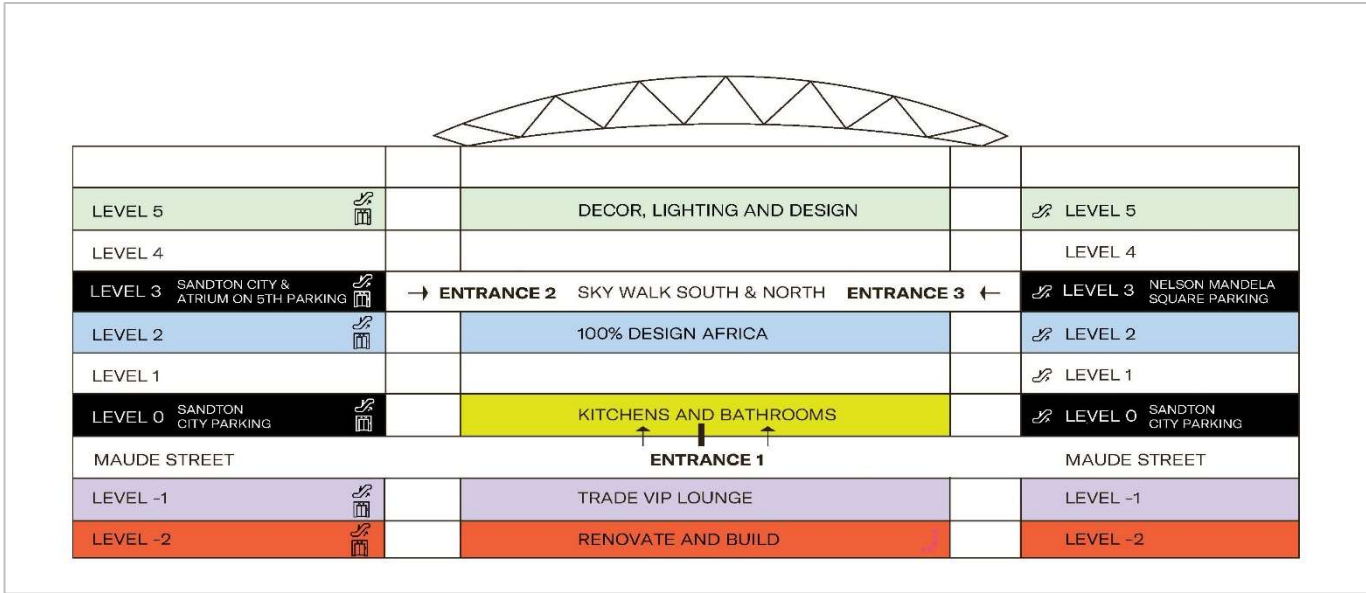 LEVEL 5 DECOR, LIGHTING AND DESIGN LEVEL 5
LEVEL 4 LEVEL 4
LEVEL 3 SANDTON CITY &
ATRIUM ON 5TH PARKING → ENTRANCE 2 SKY WALK SOUTH & NORTH ENTRANCE 3 ← LEVEL 3 NELSON MANDELA
SQUARE PARKING
LEVEL 2 100% DESIGN AFRICA LEVEL 2
LEVEL 1 LEVEL 1
LEVEL 0 SANDTON
CITY PARKING KITCHENS AND BATHROOMS LEVEL 0 SANDTON
CITY PARKING
MAUDE STREET ENTRANCE 1 MAUDE STREET
LEVEL -1 TRADE VIP LOUNGE LEVEL -1
LEVEL -2 RENOVATE AND BUILD LEVEL -2